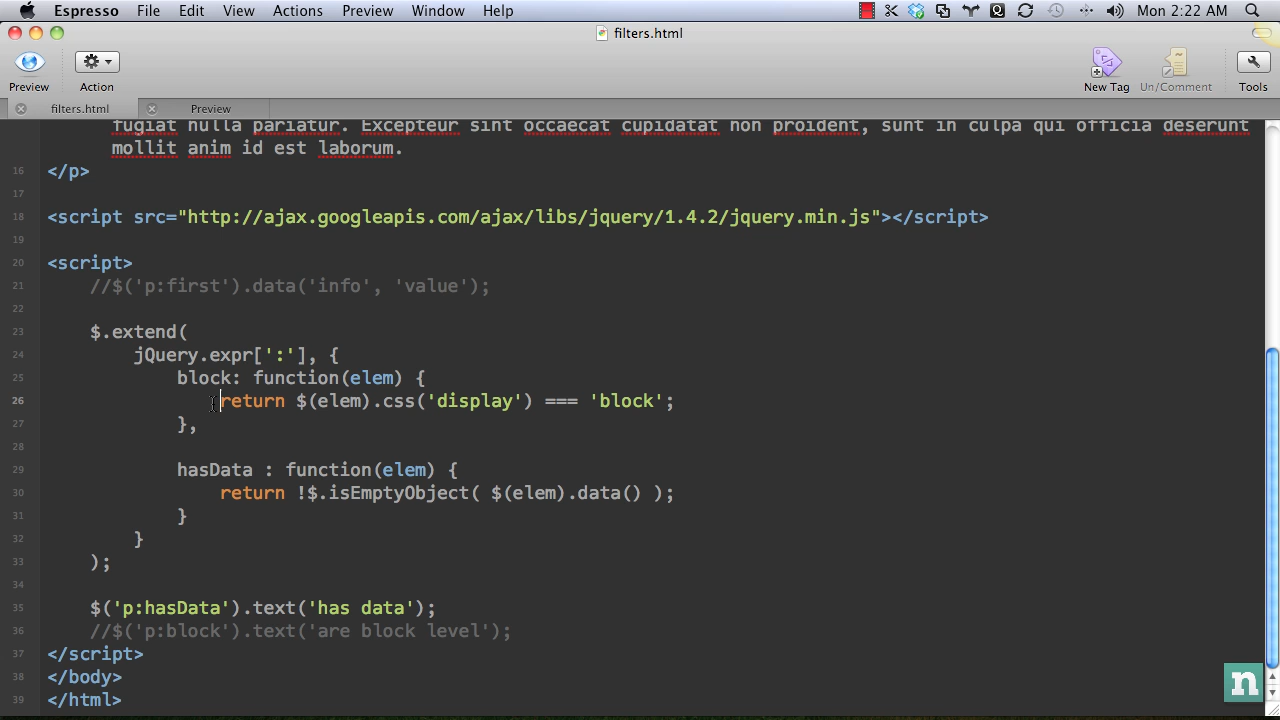 Espresso File Edit View Actions Preview Window Help Mon 2:22 AM
filters.html
Preview Action New Tag Un/Comment Tools
filters.html Preview
fugiat nulla pariatur. Excepteur sint occaecat cupidatat non proident, sunt in culpa qui officia deserunt
mollit anim id est laborum.
16 </p>
17
18 <script src="http://ajax.googleapis.com/ajax/libs/jquery/1.4.2/jquery.min.js"></script>
19
20 <script>
21 //$('p:first').data('info', 'value');
22
23 $.extend(
24 jQuery.expr[':'], {
25 block: function(elem) {
26 return $(elem).css('display') === 'block';
27 },
28
29 hasData : function(elem) {
30 return !$.isEmptyObject( $(elem).data() );
31 }
32 }
33 );
34
35 $('p:hasData').text('has data');
36 //$('p:block').text('are block level');
37 </script>
38 </body>
39 </html>
n